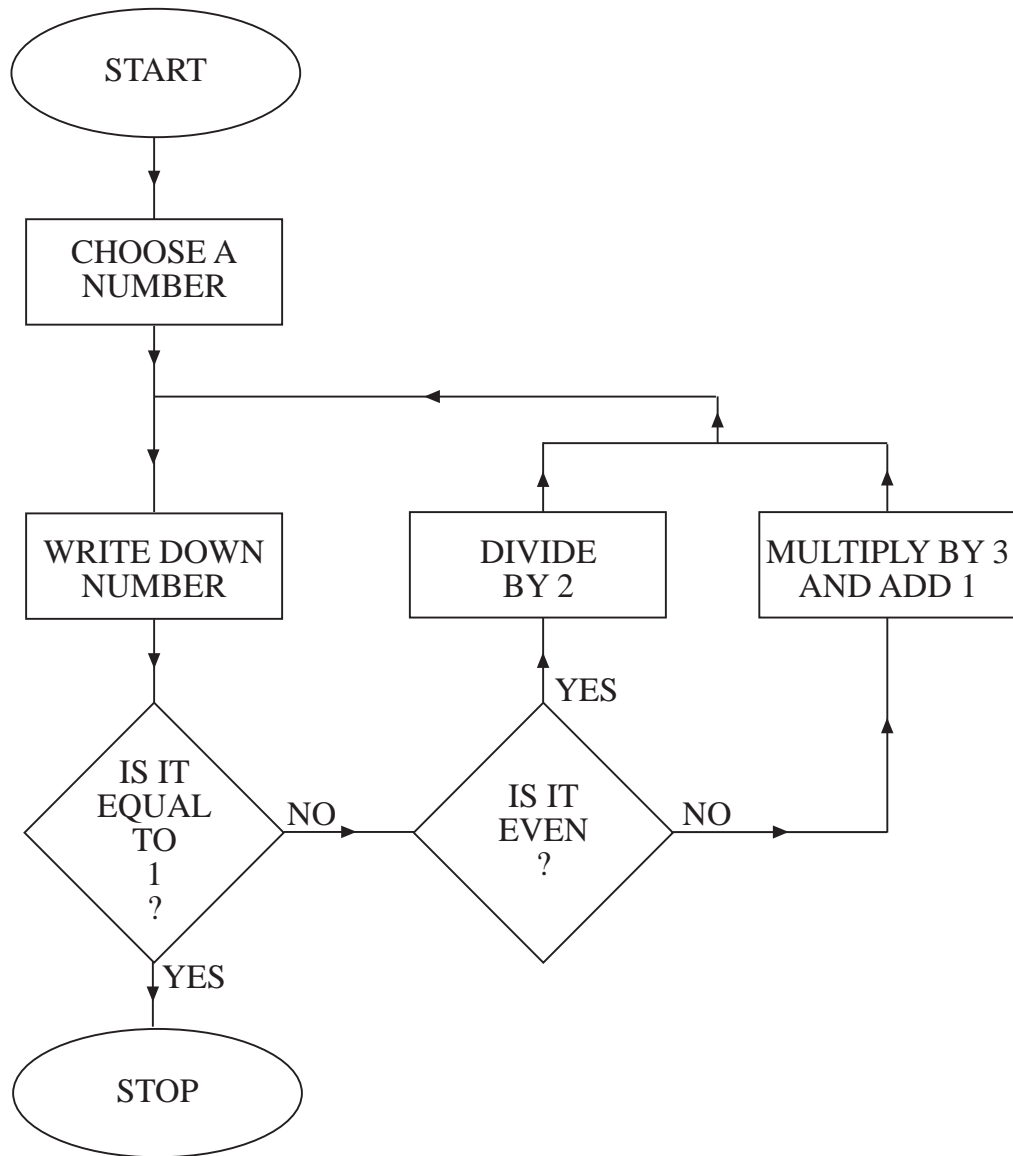 START
CHOOSE A
NUMBER
WRITE DOWN
NUMBER
DIVIDE
BY 2
MULTIPLY BY 3
AND ADD 1
YES
IS IT
EQUAL
TO
1
?
NO
IS IT
EVEN
?
NO
YES
STOP